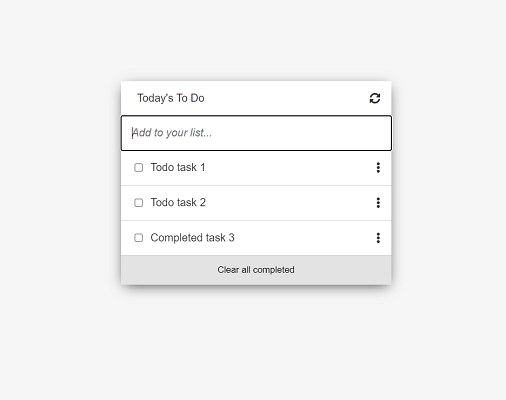 Today's To Do
Add to your list...
Todo task 1
Todo task 2
Completed task 3
Clear all completed